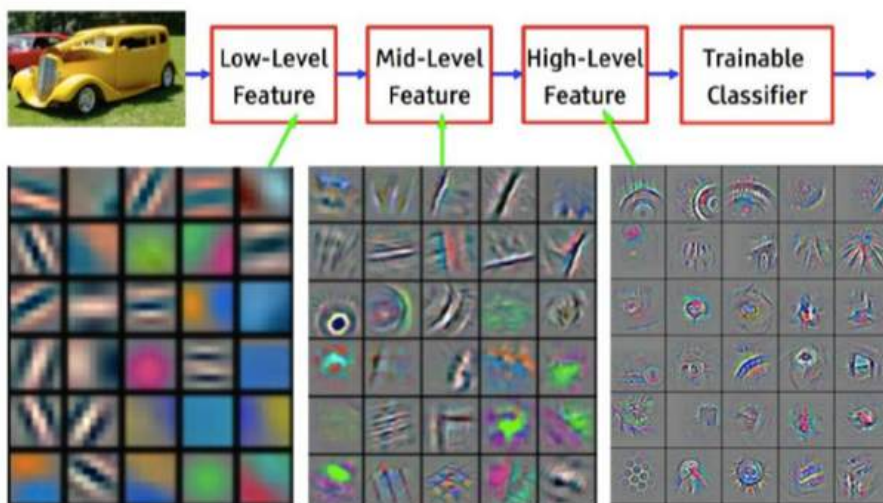 Low-Level
Feature
Mid-Level
Feature
High-Level
Feature
Trainable
Classifier